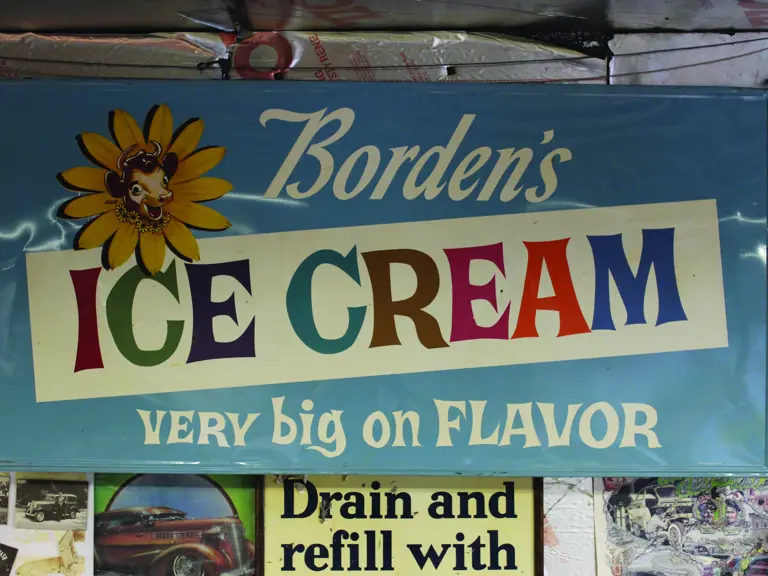 Borden's
ICE CREAM
VERY big on FLAVOR
Drain and
refill with